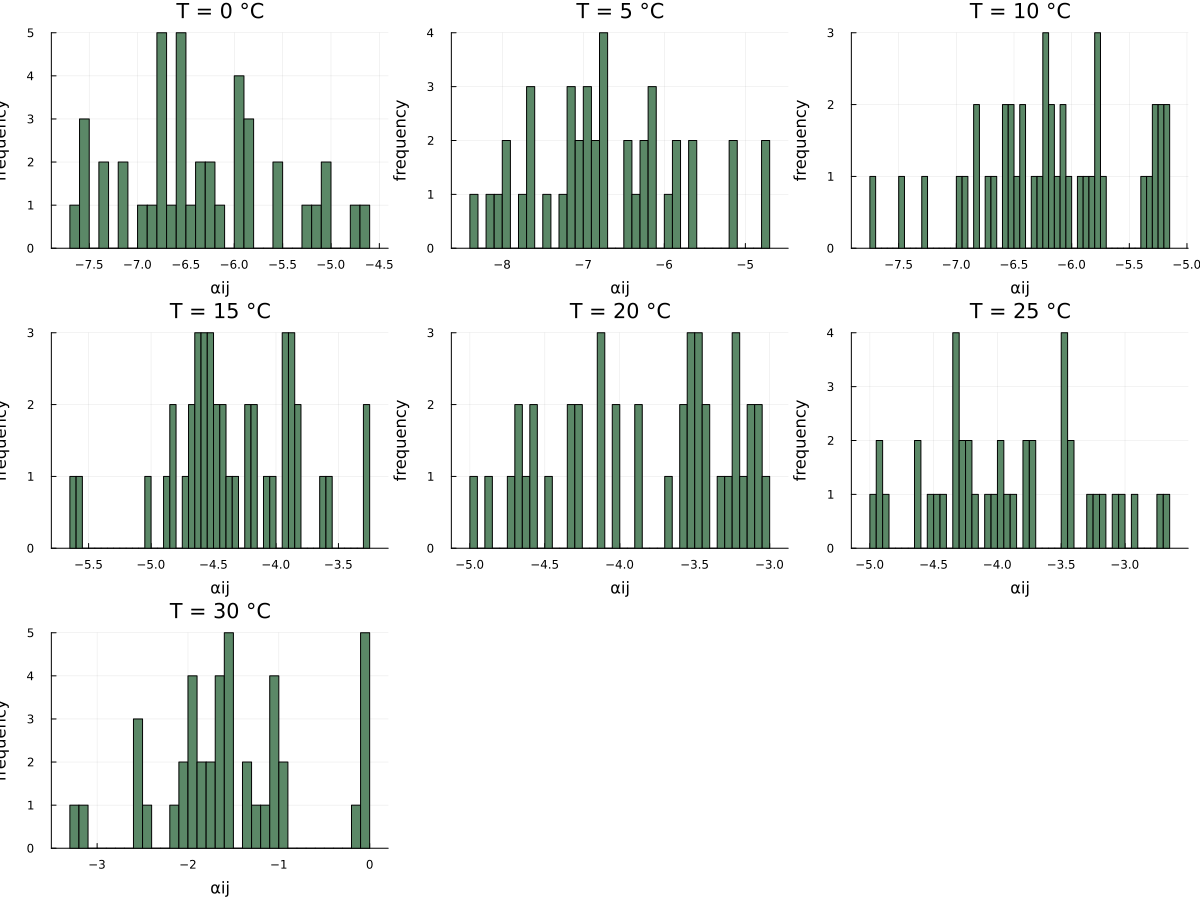 T = 0 °C
T = 5 °C
T = 10 °C
5
4
3
2
1
0
frequency
−7.5 −7.0 −6.5 −6.0 −5.5 −5.0 −4.5
αij
4
3
2
1
0
frequency
−8 −7 −6 −5
αij
3
2
1
0
frequency
−7.5 −7.0 −6.5 −6.0 −5.5 −5.0
αij
T = 15 °C
T = 20 °C
T = 25 °C
3
2
1
0
frequency
−5.5 −5.0 −4.5 −4.0 −3.5
αij
3
2
1
0
frequency
−5.0 −4.5 −4.0 −3.5 −3.0
αij
4
3
2
1
0
frequency
−5.0 −4.5 −4.0 −3.5 −3.0
αij
T = 30 °C
5
4
3
2
1
0
frequency
−3 −2 −1 0
αij